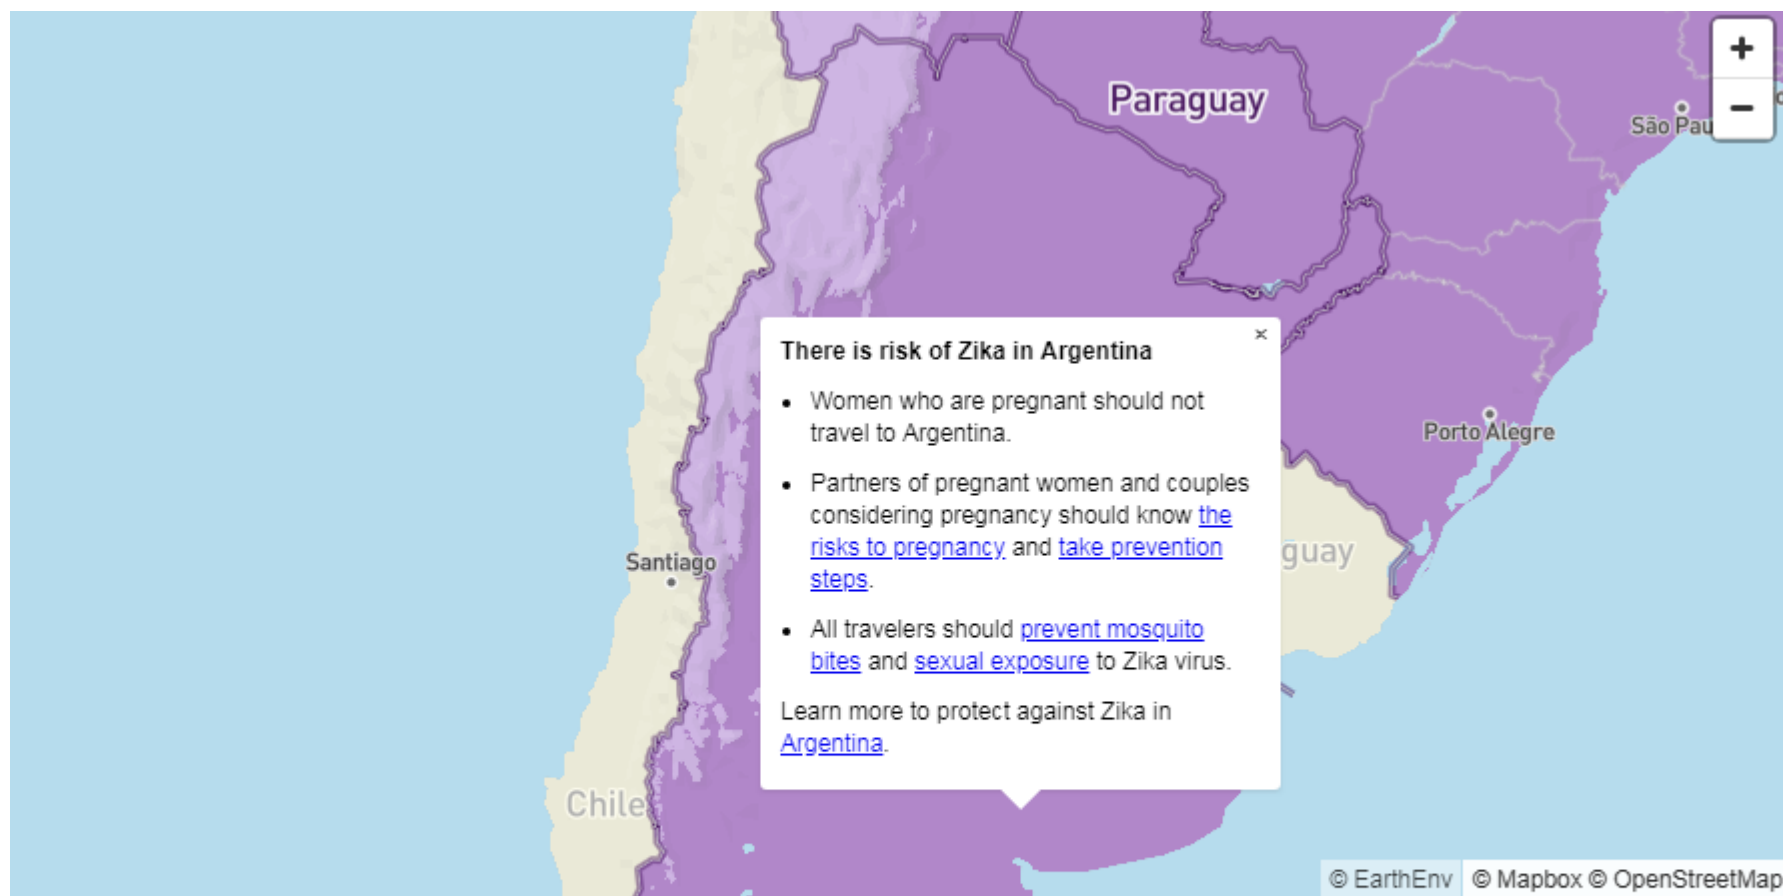 +
Paraguay
−
São Pau
There is risk of Zika in Argentina
×
• Women who are pregnant should not
travel to Argentina.
Porto Alegre
• Partners of pregnant women and couples
considering pregnancy should know the
risks to pregnancy and take prevention
steps.
guay
Santiago
• All travelers should prevent mosquito
bites and sexual exposure to Zika virus.
Learn more to protect against Zika in
Argentina.
Chile
© EarthEnv © Mapbox © OpenStreetMap